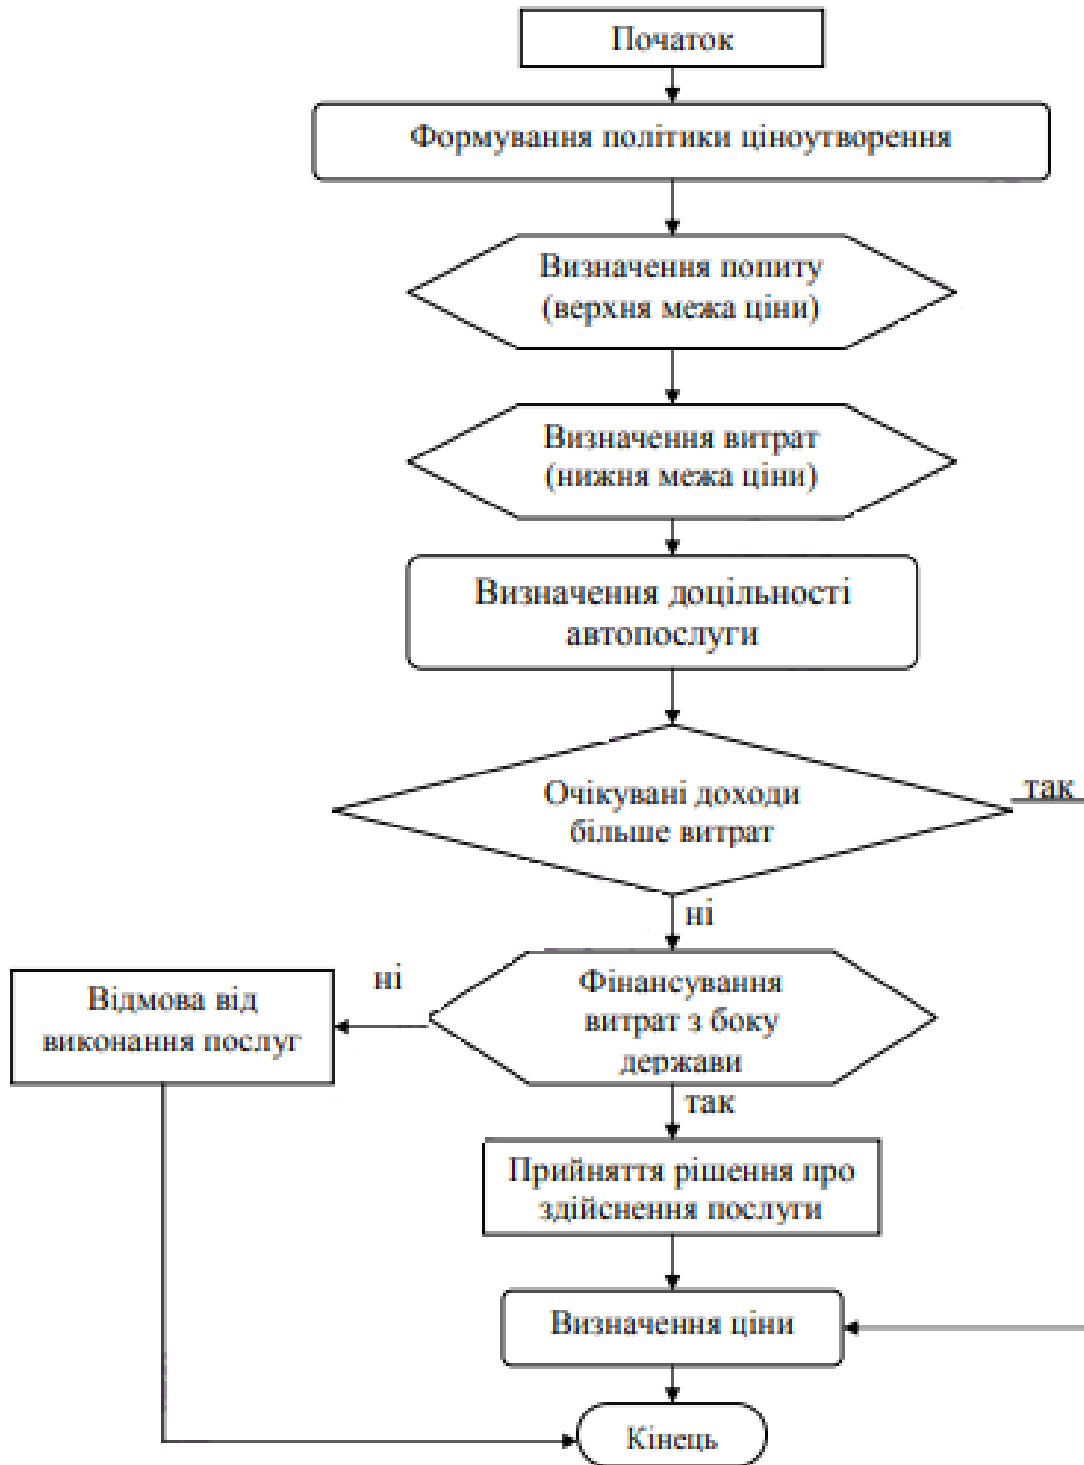 Початок
Формування політики ціноутворення
Визначення попиту
(верхня межа ціни)
Визначення витрат
(нижня межа ціни)
Визначення доцільності
автопослуги
Очікувані доходи
більше витрат
так
ні
Фінансування
витрат з боку
держави
ні
Відмова від
виконання послуг
так
Прийняття рішення про
здійснення послуги
Визначення ціни
Кінець